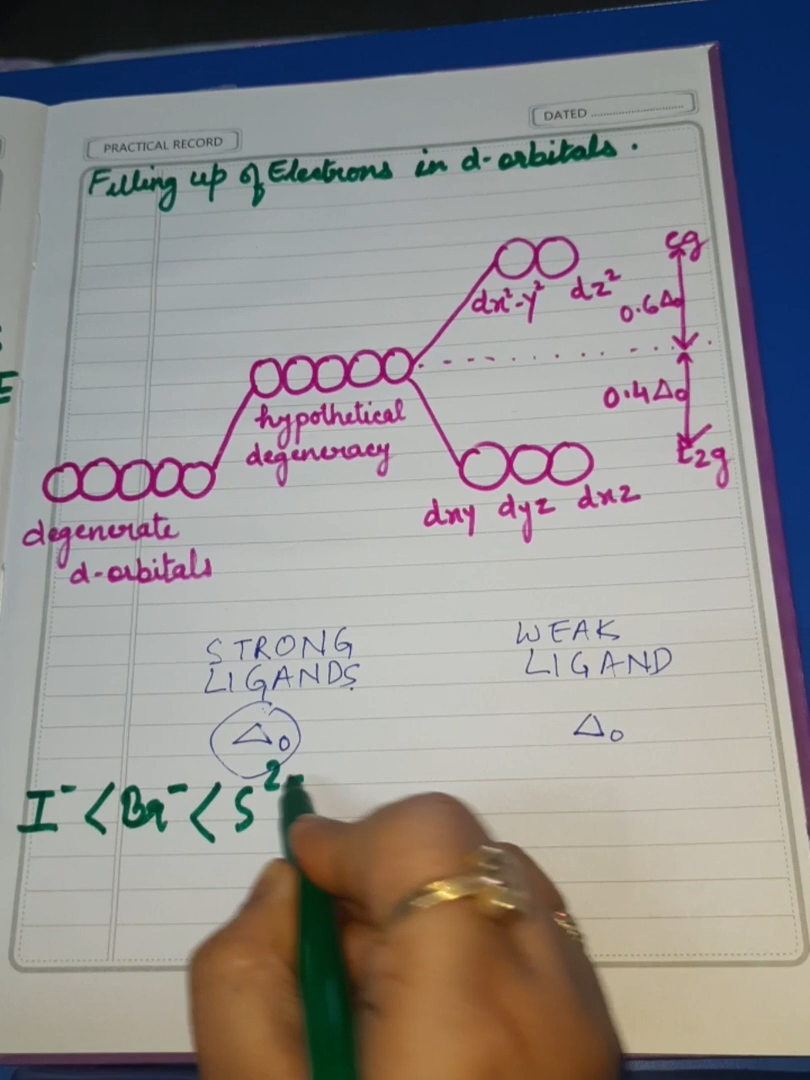 PRACTICAL RECORD
DATED
Filling up of Electrons in d-orbitals.
eg
dx²-y² dz²
0.6Δo
hypothetical
degeneracy
0.4Δo
t2g
dxy dyz dxz
degenerate
d-orbitals
STRONG
LIGANDS
WEAK
LIGAND
Δo
Δo
I⁻ < Br⁻ < S²⁻